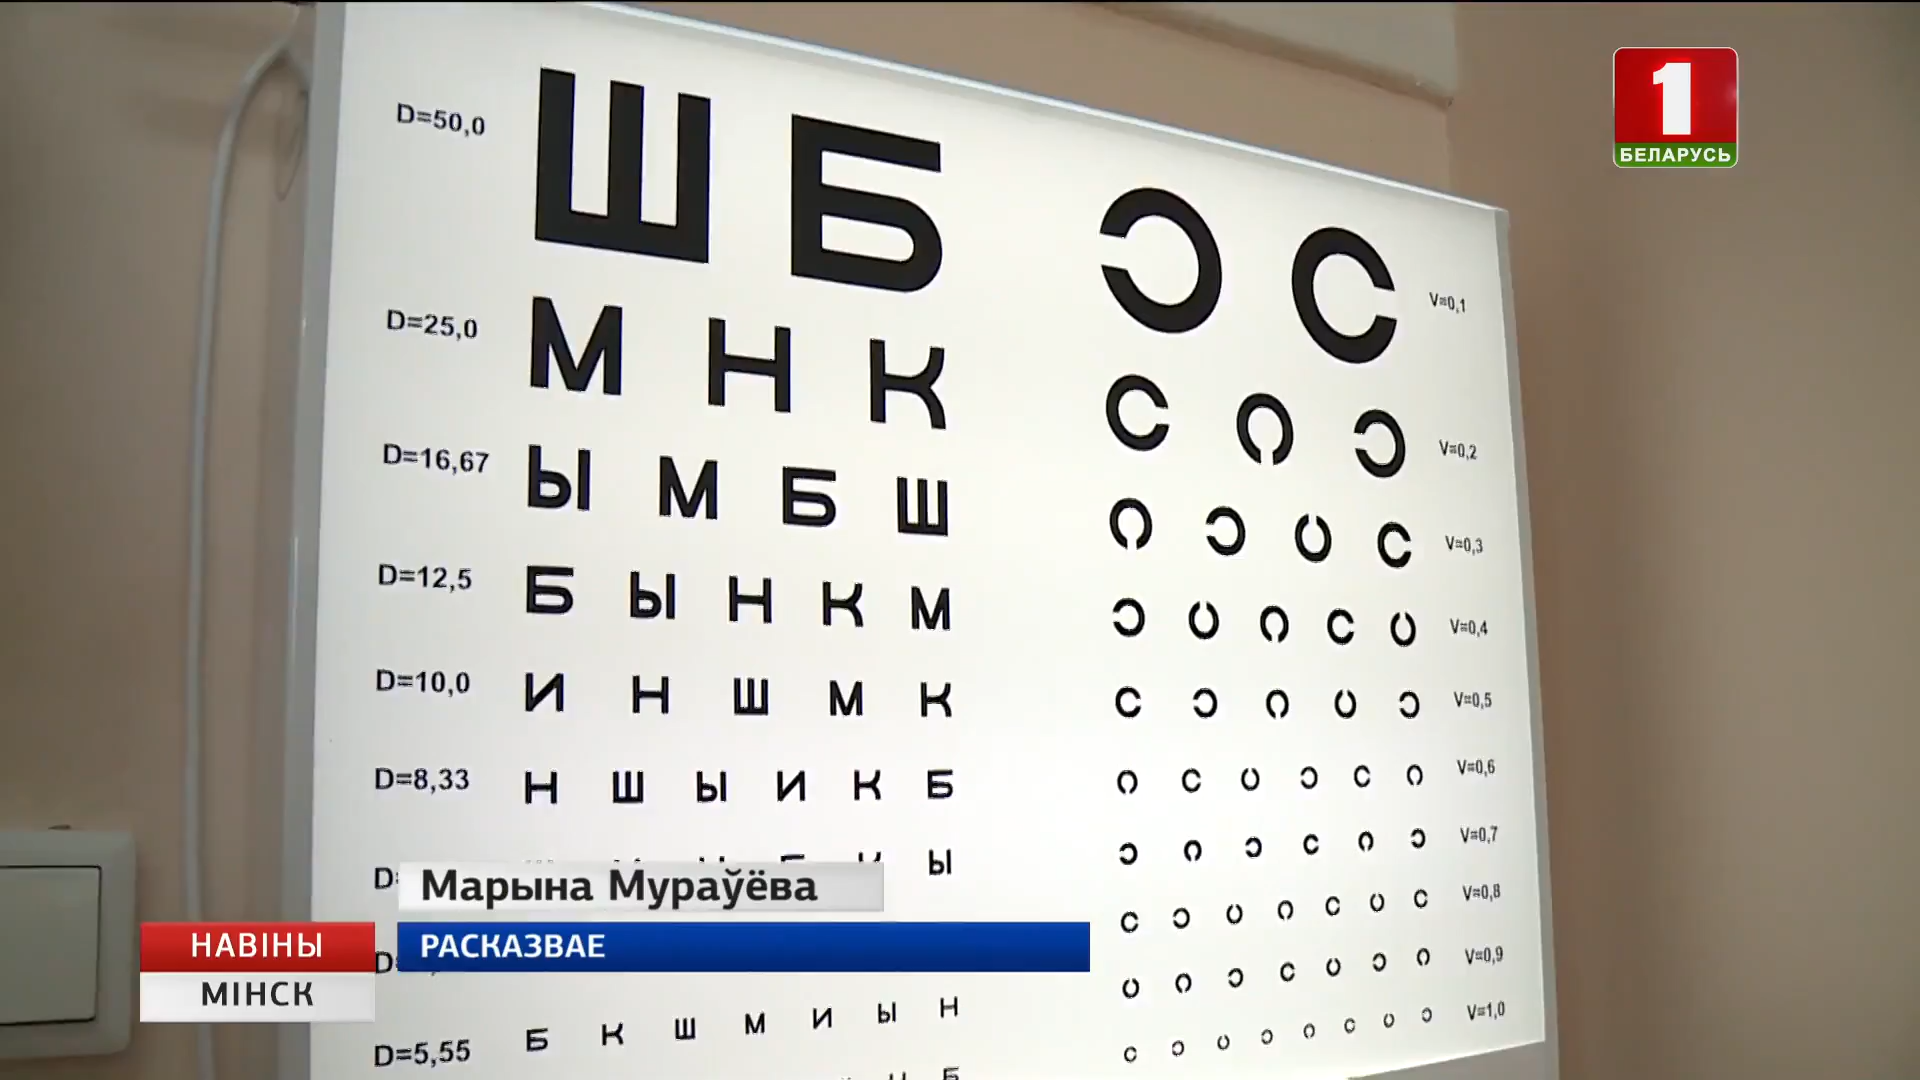 1
БЕЛАРУСЬ
D=50,0 Ш Б V=0,1
D=25,0 М Н К V=0,2
D=16,67 Ы М Б Ш V=0,3
D=12,5 Б Ы Н К М V=0,4
D=10,0 И Н Ш М К V=0,5
D=8,33 Н Ш Ы И К Б V=0,6
Ы V=0,7
V=0,8
V=0,9
D=5,55 Б К Ш М И Ы Н V=1,0
Марына Мураўёва
РАСКАЗВАЕ
НАВІНЫ
МІНСК